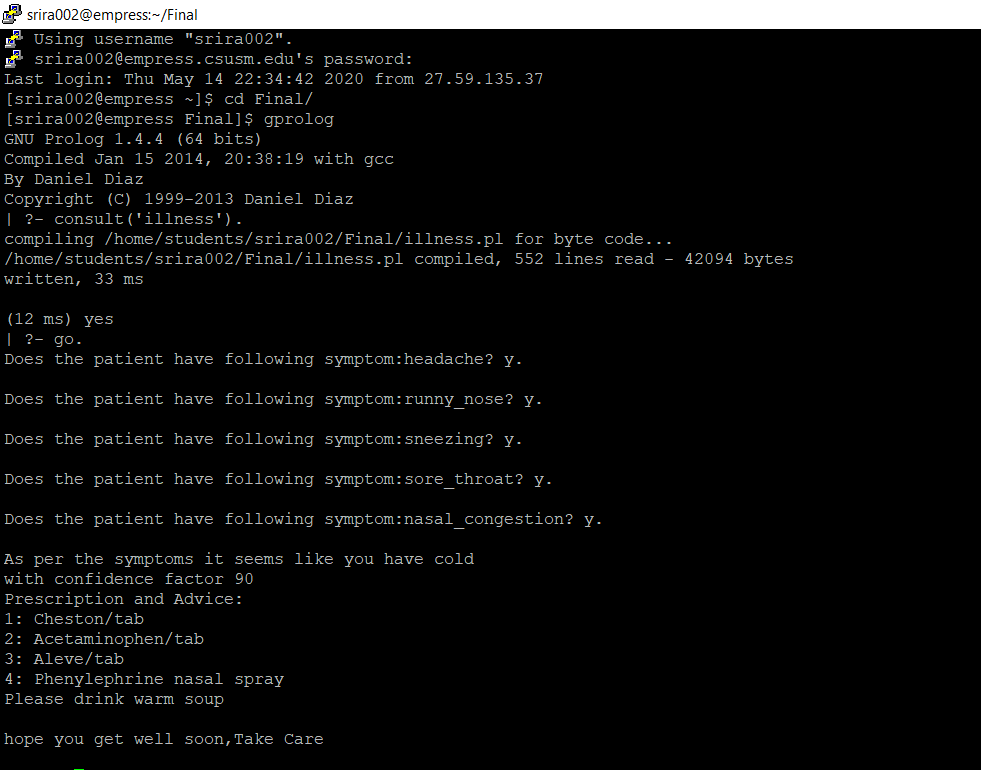 srira002@empress:~/Final
Using username "srira002".
srira002@empress.csusm.edu's password:
Last login: Thu May 14 22:34:42 2020 from 27.59.135.37
[srira002@empress ~]$ cd Final/
[srira002@empress Final]$ gprolog
GNU Prolog 1.4.4 (64 bits)
Compiled Jan 15 2014, 20:38:19 with gcc
By Daniel Diaz
Copyright (C) 1999-2013 Daniel Diaz
| ?- consult('illness').
compiling /home/students/srira002/Final/illness.pl for byte code...
/home/students/srira002/Final/illness.pl compiled, 552 lines read - 42094 bytes
written, 33 ms
(12 ms) yes
| ?- go.
Does the patient have following symptom:headache? y.
Does the patient have following symptom:runny_nose? y.
Does the patient have following symptom:sneezing? y.
Does the patient have following symptom:sore_throat? y.
Does the patient have following symptom:nasal_congestion? y.
As per the symptoms it seems like you have cold
with confidence factor 90
Prescription and Advice:
1: Cheston/tab
2: Acetaminophen/tab
3: Aleve/tab
4: Phenylephrine nasal spray
Please drink warm soup
hope you get well soon,Take Care